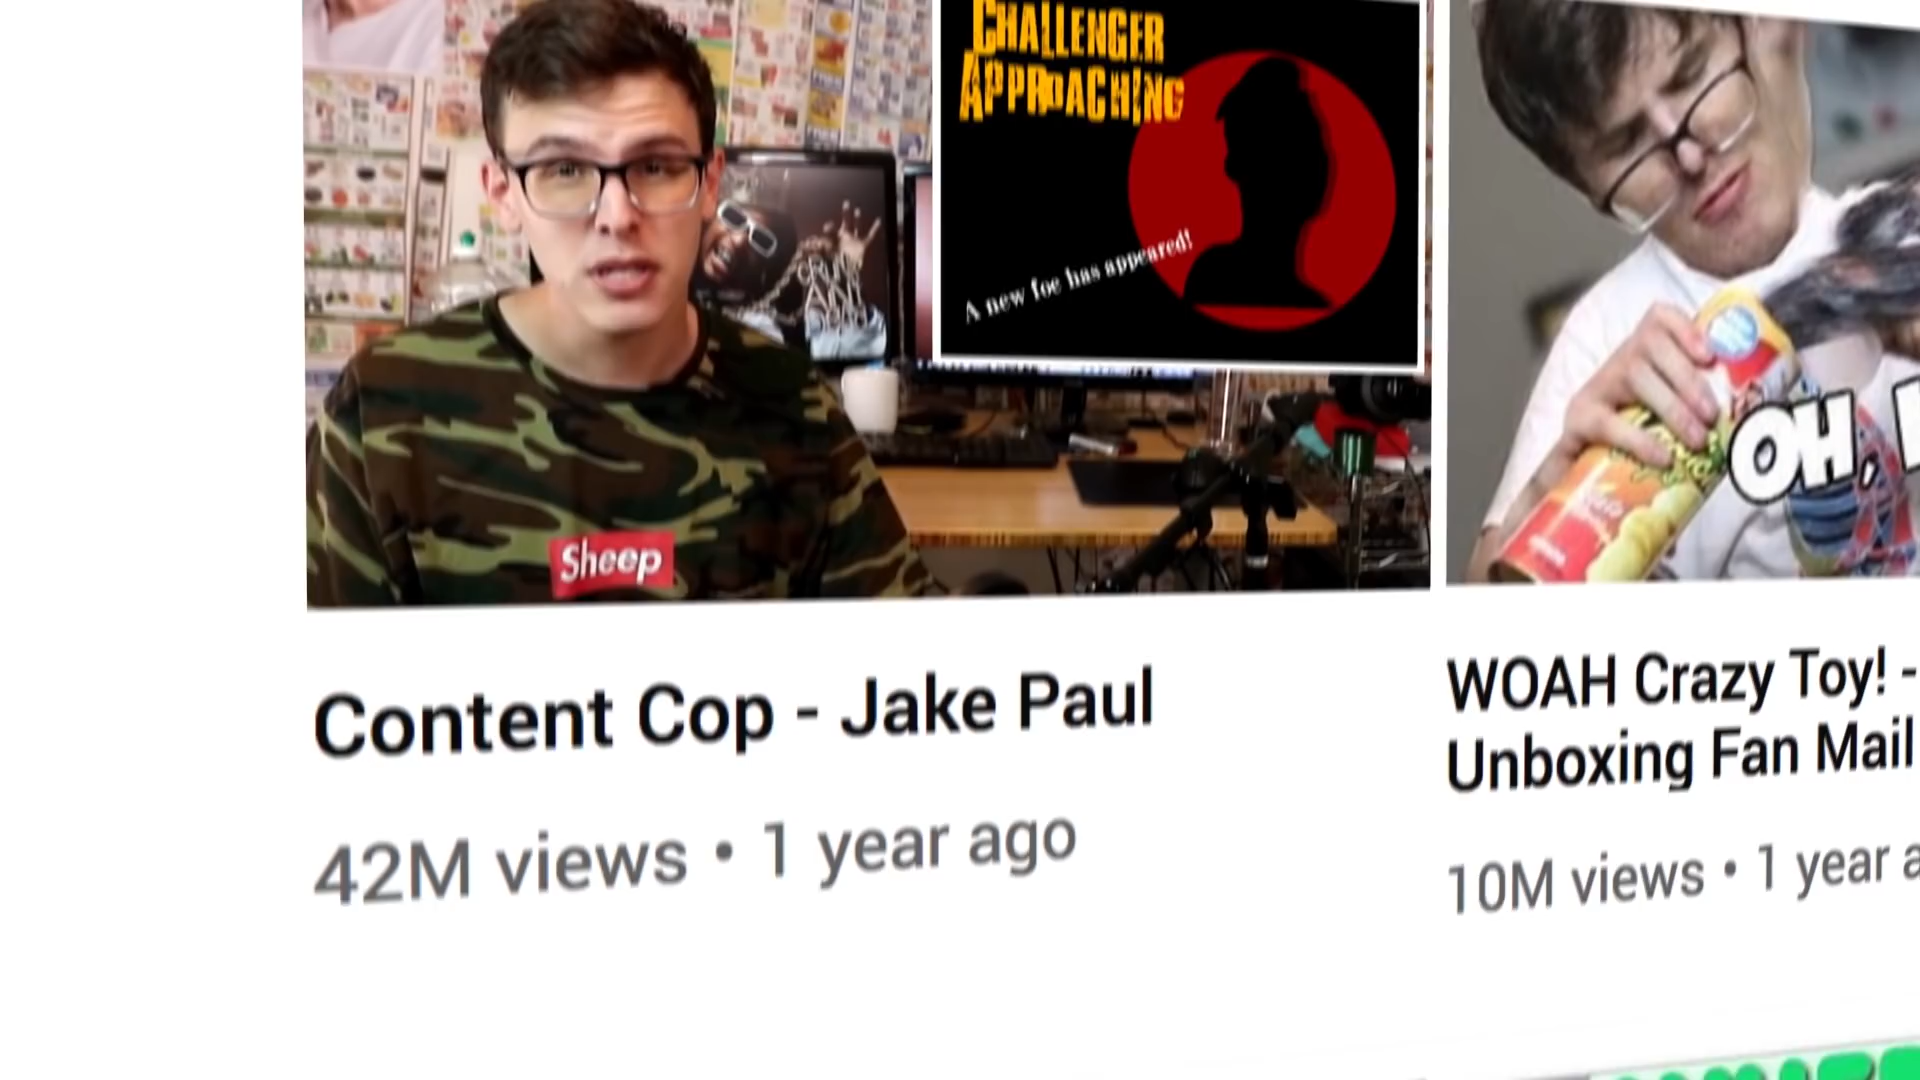 CHALLENGER
APPROACHING
A new foe has appeared!
Sheep
OH,
Content Cop - Jake Paul
42M views • 1 year ago
WOAH Crazy Toy! -
Unboxing Fan Mail
10M views • 1 year